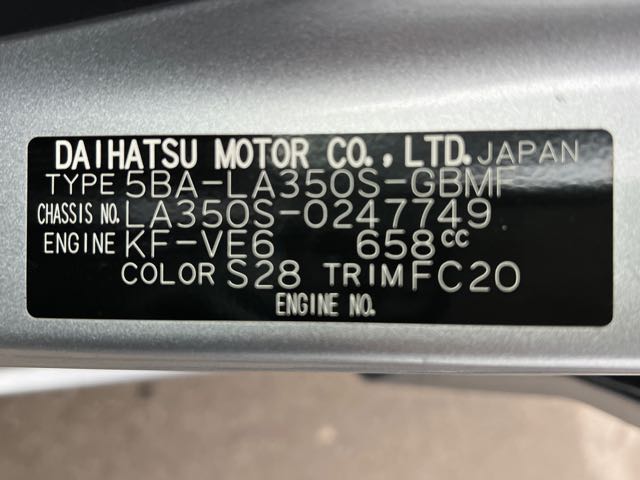 DAIHATSU MOTOR CO., LTD. JAPAN
TYPE 5BA-LA350S-GBMF
CHASSIS NO. LA350S-0247749
ENGINE KF-VE6 658cc
COLOR S28 TRIM FC20
ENGINE NO.